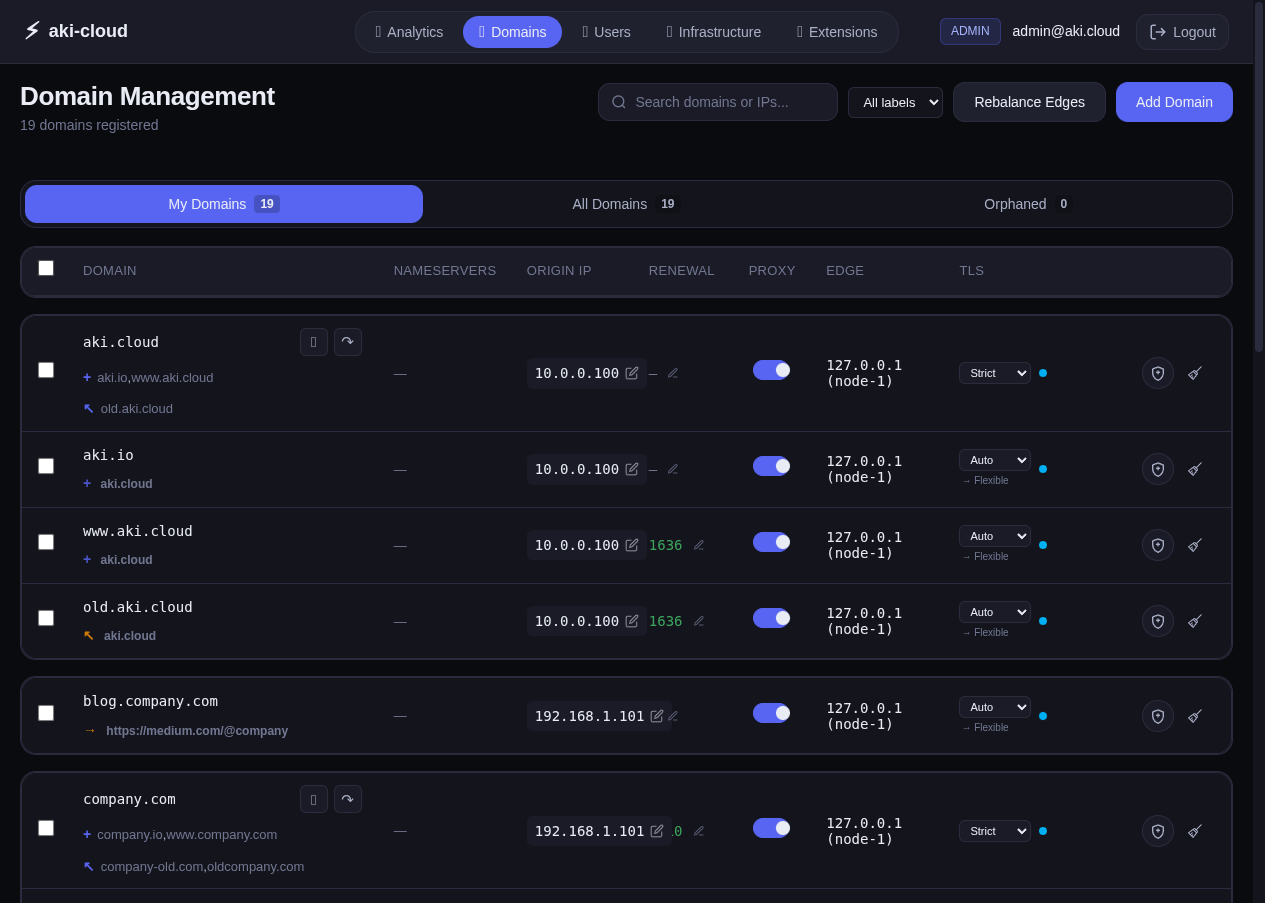 aki-cloud
Analytics
Domains
Users
Infrastructure
Extensions
ADMIN
admin@aki.cloud
Logout
Domain Management
19 domains registered
Search domains or IPs...
All labels
Rebalance Edges
Add Domain
My Domains 19
All Domains 19
Orphaned 0
DOMAIN NAMESERVERS ORIGIN IP RENEWAL PROXY EDGE TLS
aki.cloud
+ aki.io,www.aki.cloud
↖ old.aki.cloud
—
10.0.0.100
—
127.0.0.1
(node-1)
Strict
aki.io
+ aki.cloud
—
10.0.0.100
—
127.0.0.1
(node-1)
Auto
→ Flexible
www.aki.cloud
+ aki.cloud
—
10.0.0.100
1636
127.0.0.1
(node-1)
Auto
→ Flexible
old.aki.cloud
↖ aki.cloud
—
10.0.0.100
1636
127.0.0.1
(node-1)
Auto
→ Flexible
blog.company.com
→ https://medium.com/@company
—
192.168.1.101
127.0.0.1
(node-1)
Auto
→ Flexible
company.com
+ company.io,www.company.com
↖ company-old.com,oldcompany.com
—
192.168.1.101
127.0.0.1
(node-1)
Strict